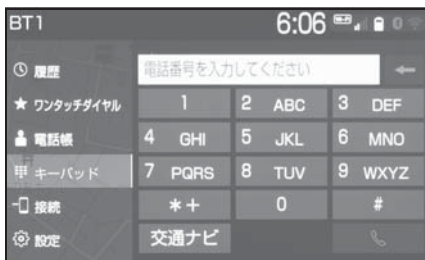 BT1 6:06 0
履歴 電話番号を入力してください
ワンタッチダイヤル 1 2 ABC 3 DEF
電話帳 4 GHI 5 JKL 6 MNO
キーパッド 7 PQRS 8 TUV 9 WXYZ
接続 *+ 0 #
設定 交通ナビ